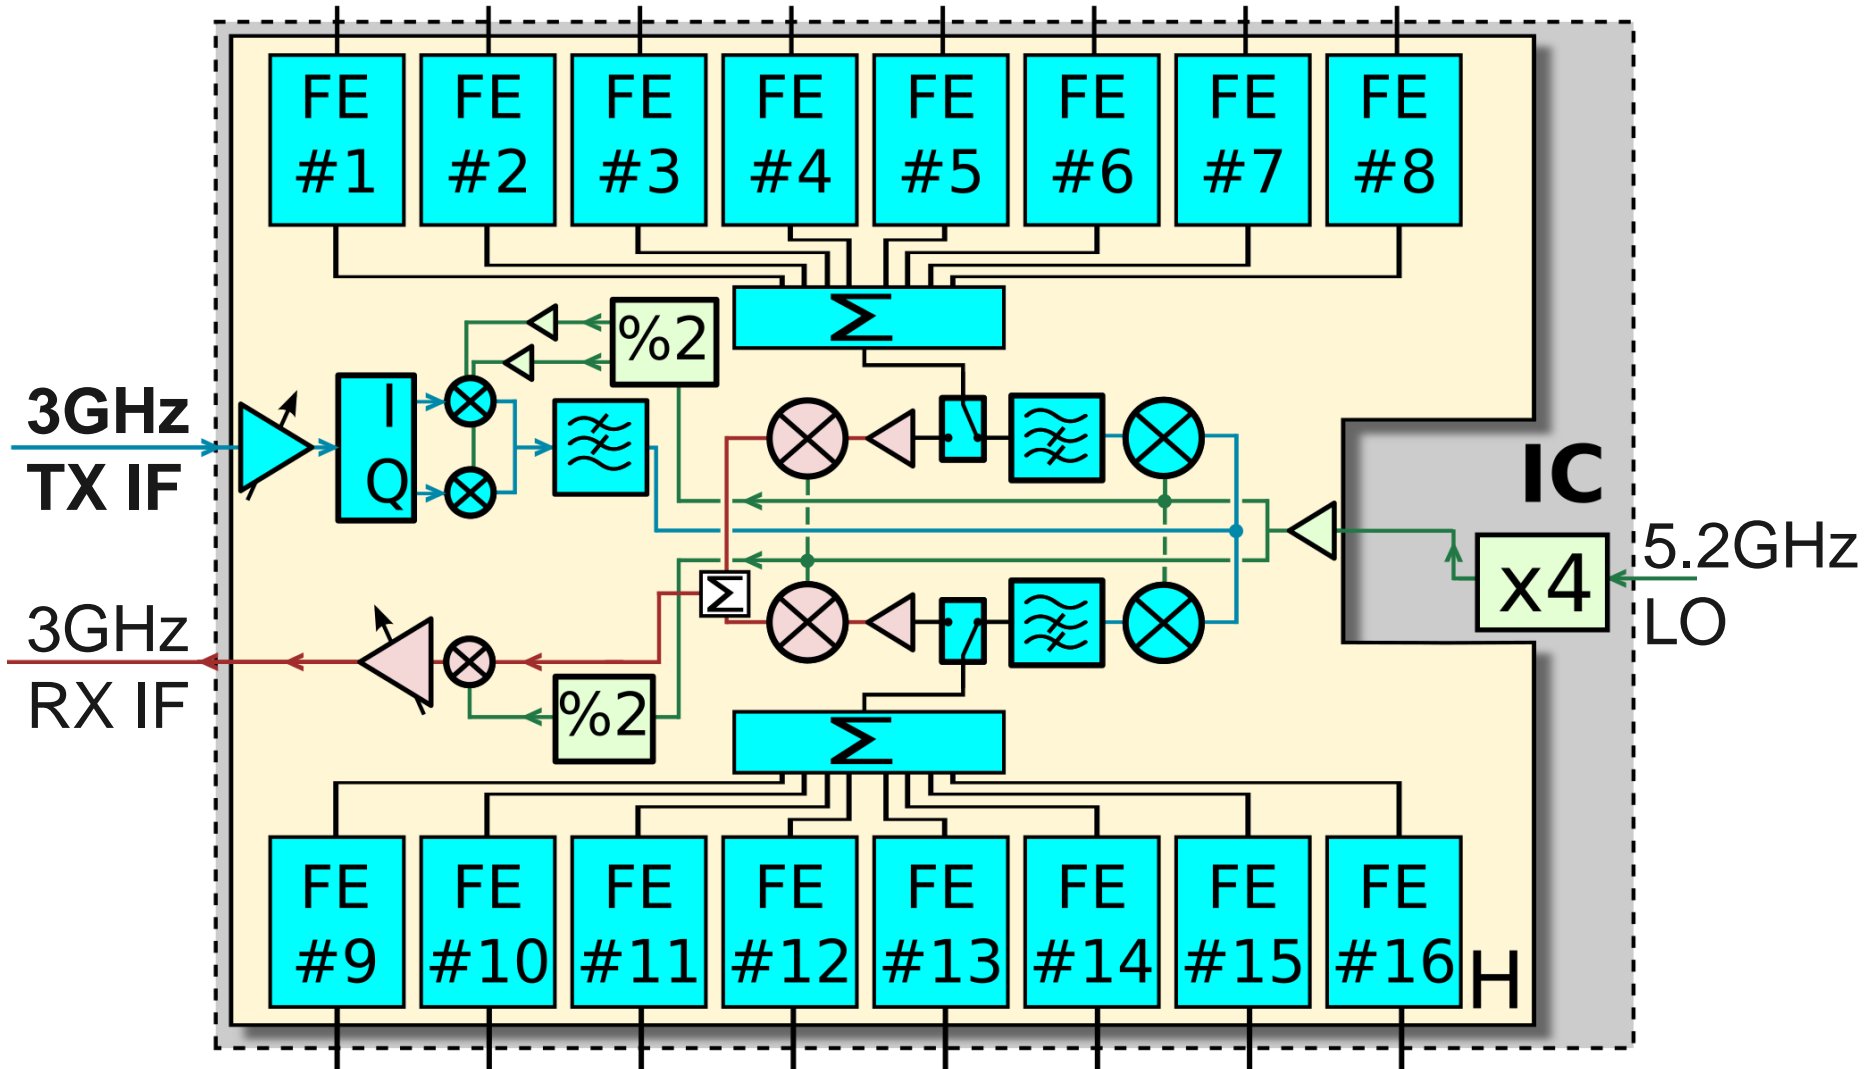 FE #1
FE #2
FE #3
FE #4
FE #5
FE #6
FE #7
FE #8
Σ
%2
3GHz
TX IF
I
Q
IC
5.2GHz
LO
x4
Σ
3GHz
RX IF
%2
Σ
FE #9
FE #10
FE #11
FE #12
FE #13
FE #14
FE #15
FE #16
H